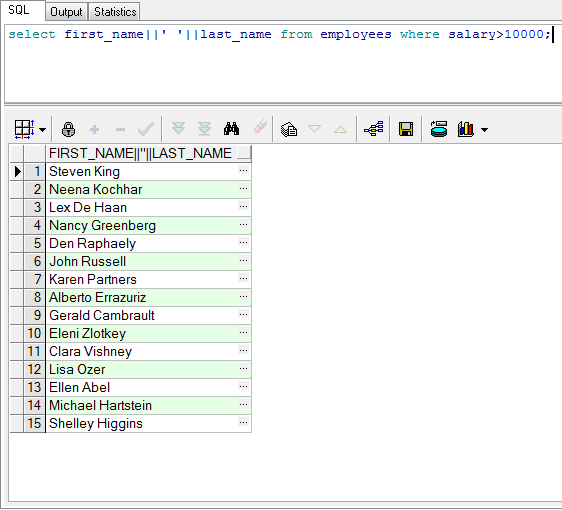 SQL Output Statistics
select first_name||' '||last_name from employees where salary>10000;
FIRST_NAME||''||LAST_NAME
1 Steven King ...
2 Neena Kochhar ...
3 Lex De Haan ...
4 Nancy Greenberg ...
5 Den Raphaely ...
6 John Russell ...
7 Karen Partners ...
8 Alberto Errazuriz ...
9 Gerald Cambrault ...
10 Eleni Zlotkey ...
11 Clara Vishney ...
12 Lisa Ozer ...
13 Ellen Abel ...
14 Michael Hartstein ...
15 Shelley Higgins ...